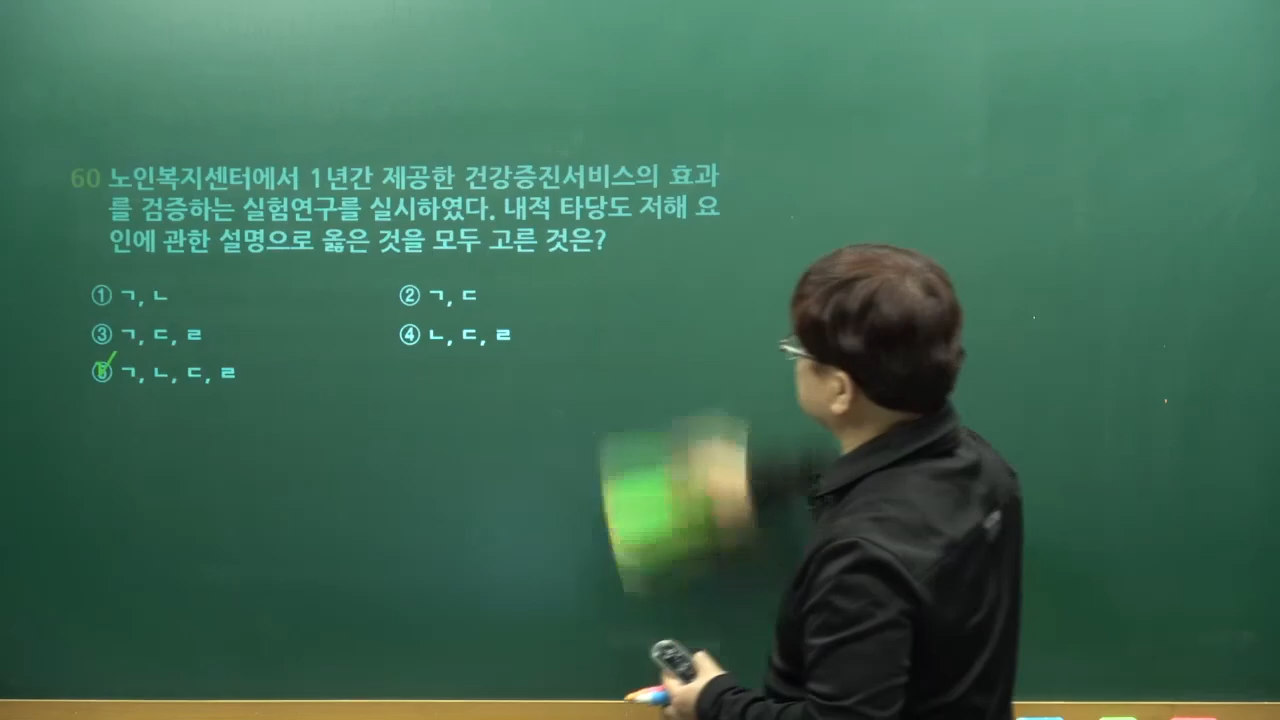 60 노인복지센터에서 1년간 제공한 건강증진서비스의 효과
를 검증하는 실험연구를 실시하였다. 내적 타당도 저해 요
인에 관한 설명으로 옳은 것을 모두 고른 것은?
① ㄱ, ㄴ ② ㄱ, ㄷ
③ ㄱ, ㄷ, ㄹ ④ ㄴ, ㄷ, ㄹ
⑤ ㄱ, ㄴ, ㄷ, ㄹ